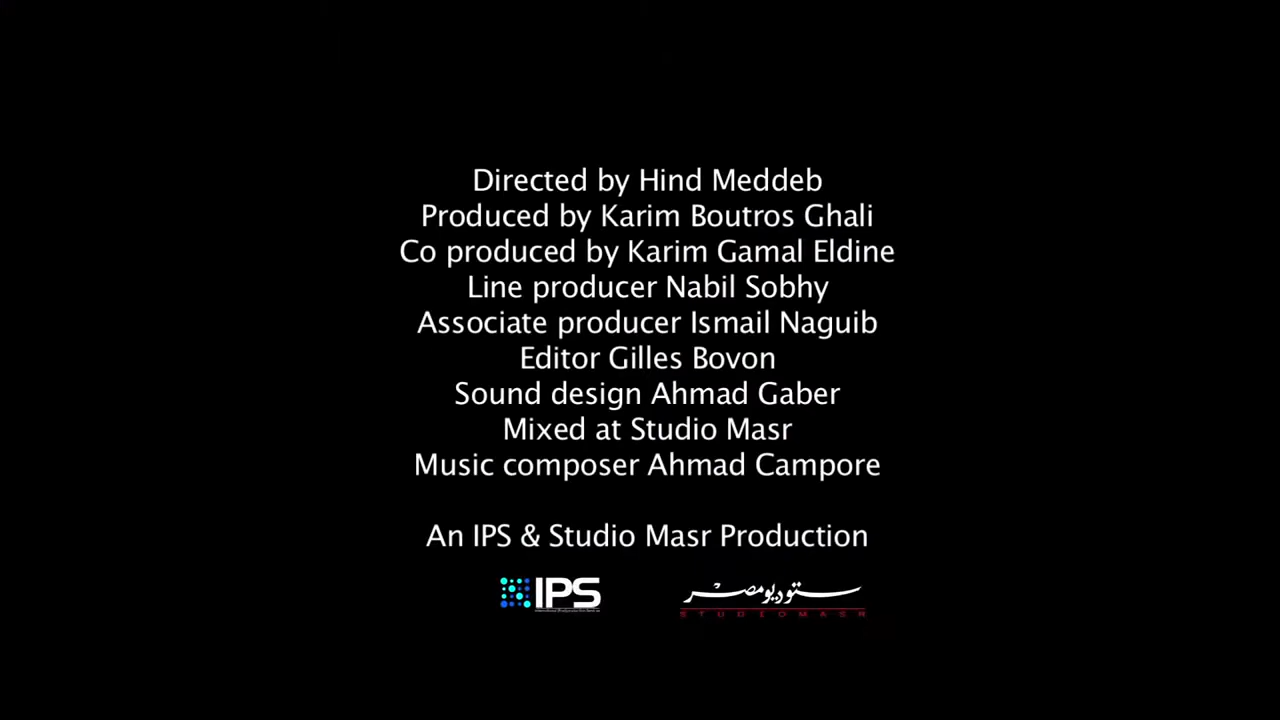 Directed by Hind Meddeb
Produced by Karim Boutros Ghali
Co produced by Karim Gamal Eldine
Line producer Nabil Sobhy
Associate producer Ismail Naguib
Editor Gilles Bovon
Sound design Ahmad Gaber
Mixed at Studio Masr
Music composer Ahmad Campore
An IPS & Studio Masr Production
IPS
ستوديو مصر
STUDIO MASR